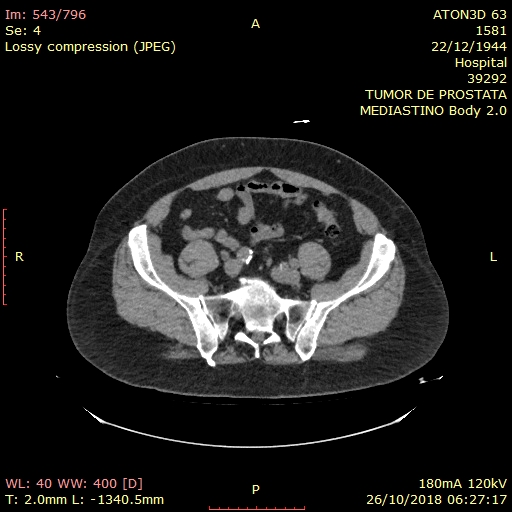 Im: 543/796
Se: 4
Lossy compression (JPEG)
A
ATON3D 63
1581
22/12/1944
Hospital
39292
TUMOR DE PROSTATA
MEDIASTINO Body 2.0
R
L
WL: 40 WW: 400 [D]
T: 2.0mm L: -1340.5mm
P
180mA 120kV
26/10/2018 06:27:17